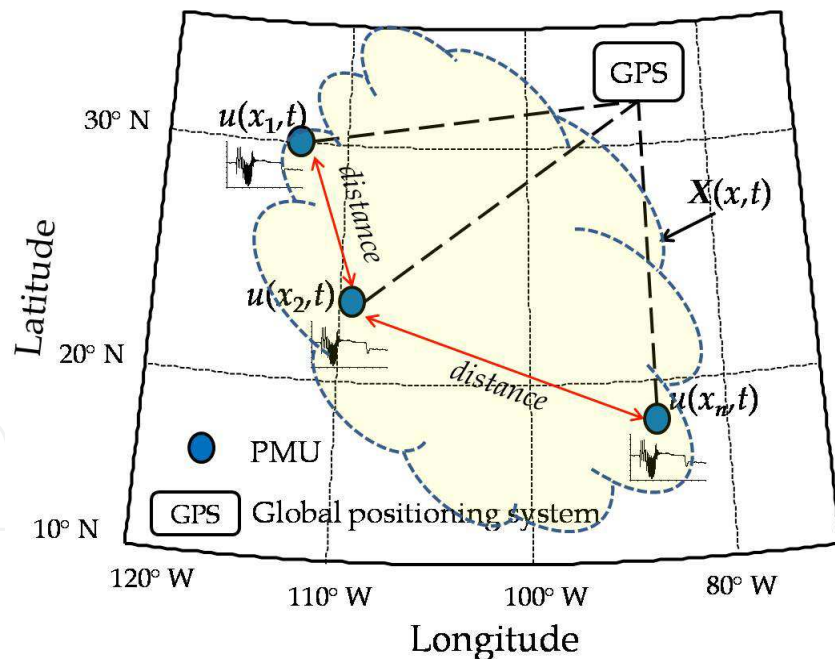 GPS
30° N
u(x₁,t)
distance
X(x,t)
Latitude
u(x₂,t)
20° N
distance
u(xₙ,t)
PMU
GPS Global positioning system
10° N
120° W
110° W
100° W
80° W
Longitude